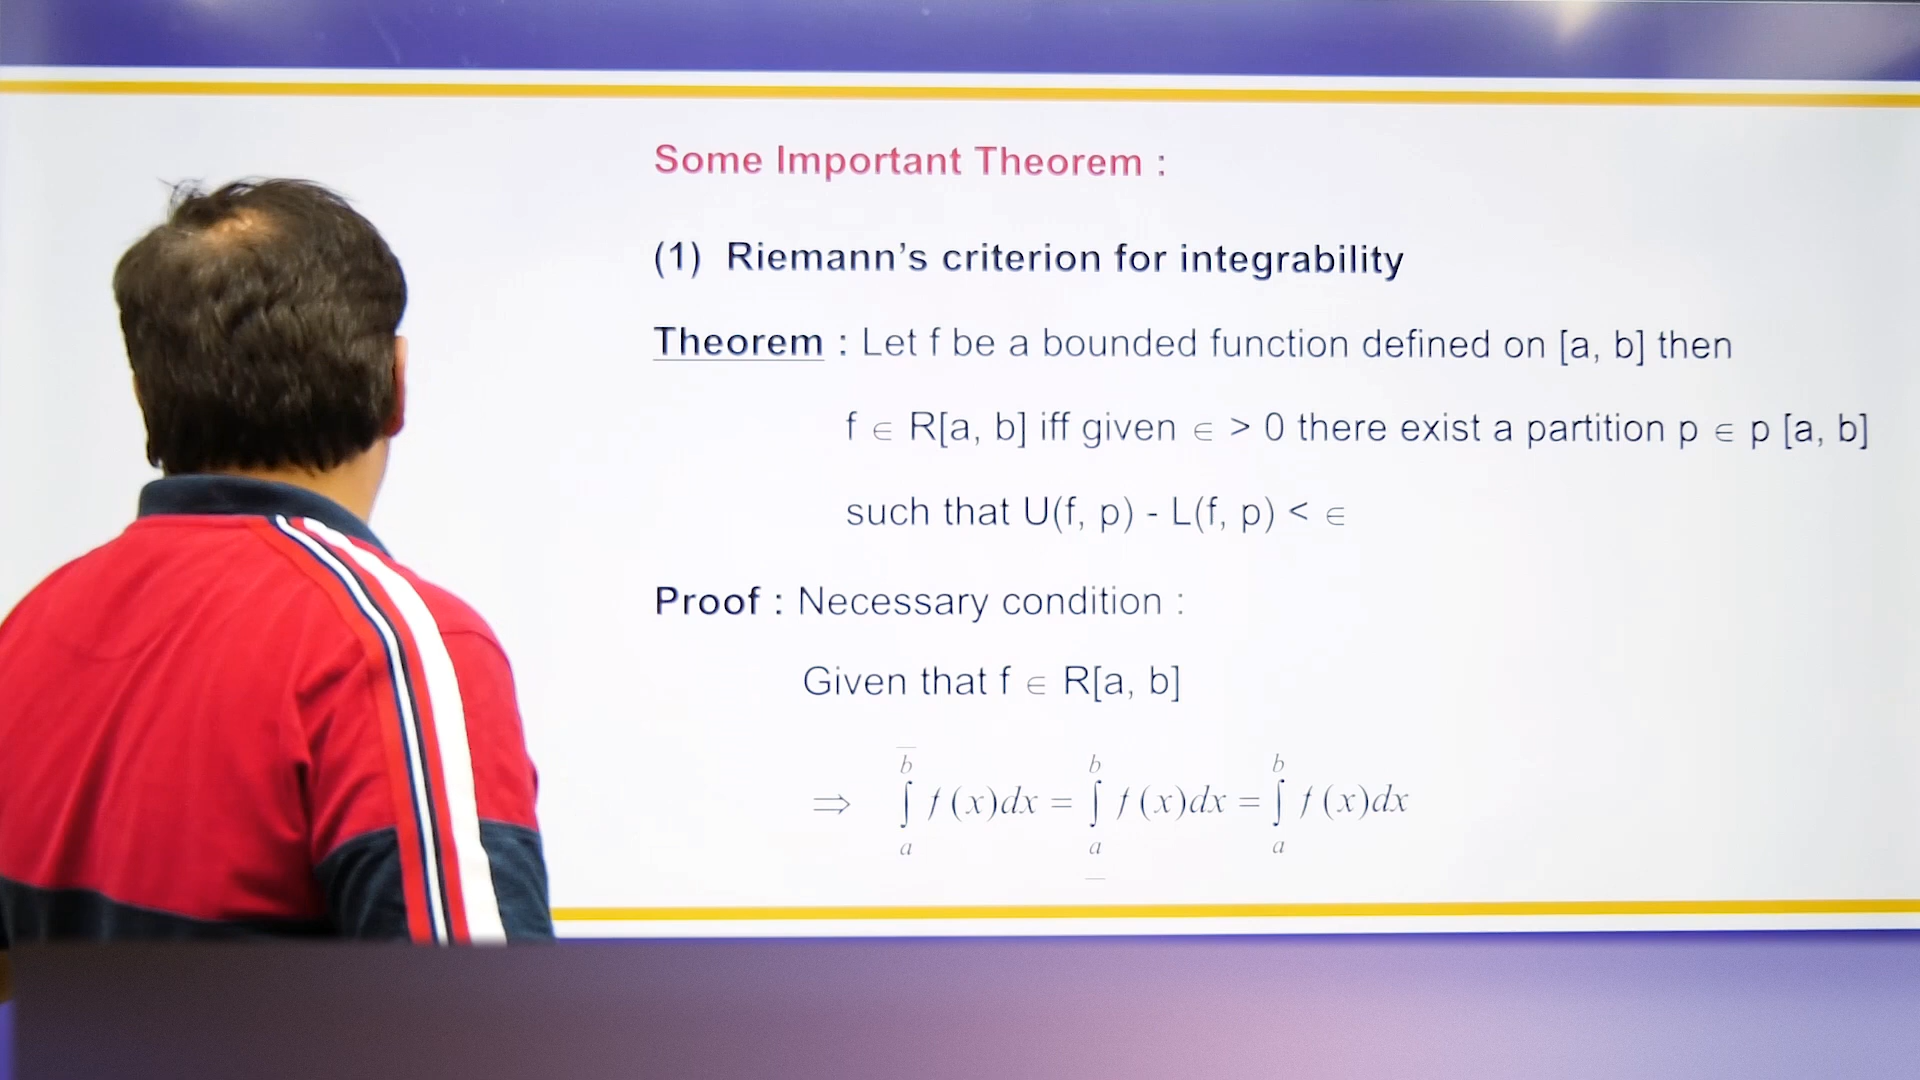 Some Important Theorem :
(1) Riemann's criterion for integrability
Theorem : Let f be a bounded function defined on [a, b] then
f ∈ R[a, b] iff given ∈ > 0 there exist a partition p ∈ p [a, b]
such that U(f, p) - L(f, p) < ∈
Proof : Necessary condition :
Given that f ∈ R[a, b]
⇒ ∫_a^b̅ f(x)dx = ∫_a̲^b f(x)dx = ∫_a^b f(x)dx